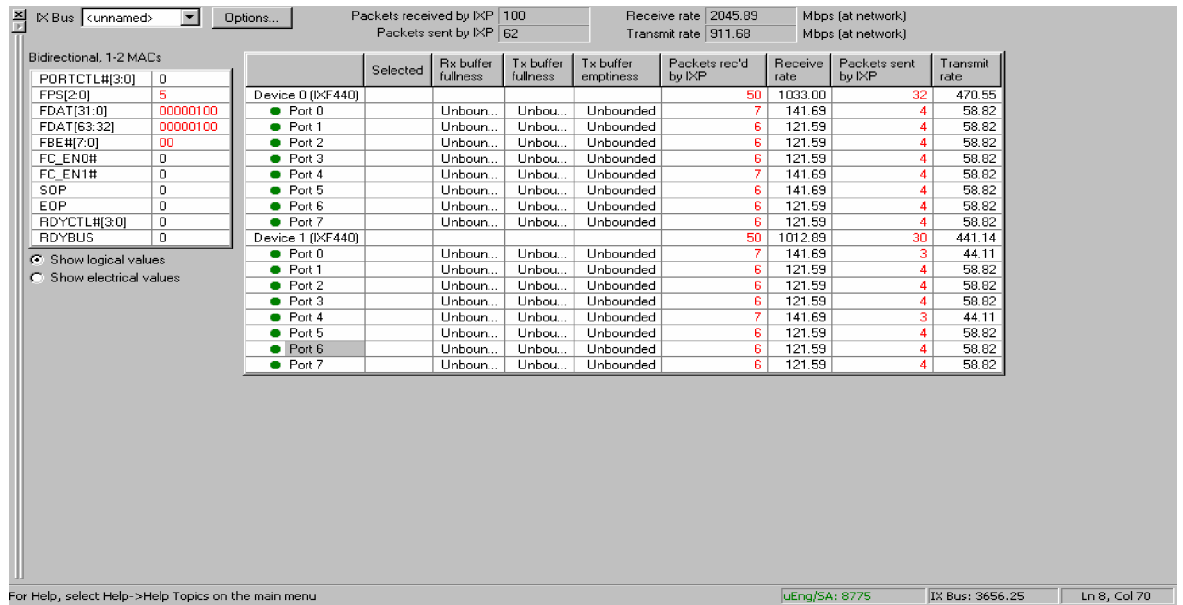 IX Bus <unnamed> Options... Packets received by IXP 100 Receive rate 2045.89 Mbps (at network)
Packets sent by IXP 62 Transmit rate 911.68 Mbps (at network)
Bidirectional, 1-2 MACs
PORTCTL#[3:0] 0
FPS[2:0] 5
FDAT[31:0] 00000100
FDAT[63:32] 00000100
FBE#[7:0] 00
FC_EN0# 0
FC_EN1# 0
SOP 0
EOP 0
RDYCTL#[3:0] 0
RDYBUS 0
Show logical values
Show electrical values
Selected Rx buffer fullness Tx buffer fullness Tx buffer emptiness Packets rec'd by IXP Receive rate Packets sent by IXP Transmit rate
Device 0 (IXF440) 50 1033.00 32 470.55
Port 0 Unboun... Unbou... Unbounded 7 141.69 4 58.82
Port 1 Unboun... Unbou... Unbounded 6 121.59 4 58.82
Port 2 Unboun... Unbou... Unbounded 6 121.59 4 58.82
Port 3 Unboun... Unbou... Unbounded 6 121.59 4 58.82
Port 4 Unboun... Unbou... Unbounded 7 141.69 4 58.82
Port 5 Unboun... Unbou... Unbounded 6 141.69 4 58.82
Port 6 Unboun... Unbou... Unbounded 6 121.59 4 58.82
Port 7 Unboun... Unbou... Unbounded 6 121.59 4 58.82
Device 1 (IXF440) 50 1012.89 30 441.14
Port 0 Unboun... Unbou... Unbounded 7 141.69 3 44.11
Port 1 Unboun... Unbou... Unbounded 6 121.59 4 58.82
Port 2 Unboun... Unbou... Unbounded 6 121.59 4 58.82
Port 3 Unboun... Unbou... Unbounded 6 121.59 4 58.82
Port 4 Unboun... Unbou... Unbounded 7 141.69 3 44.11
Port 5 Unboun... Unbou... Unbounded 6 121.59 4 58.82
Port 6 Unboun... Unbou... Unbounded 6 121.59 4 58.82
Port 7 Unboun... Unbou... Unbounded 6 121.59 4 58.82
For Help, select Help->Help Topics on the main menu uEng/SA: 8775 IX Bus: 3656.25 Ln 8, Col 70